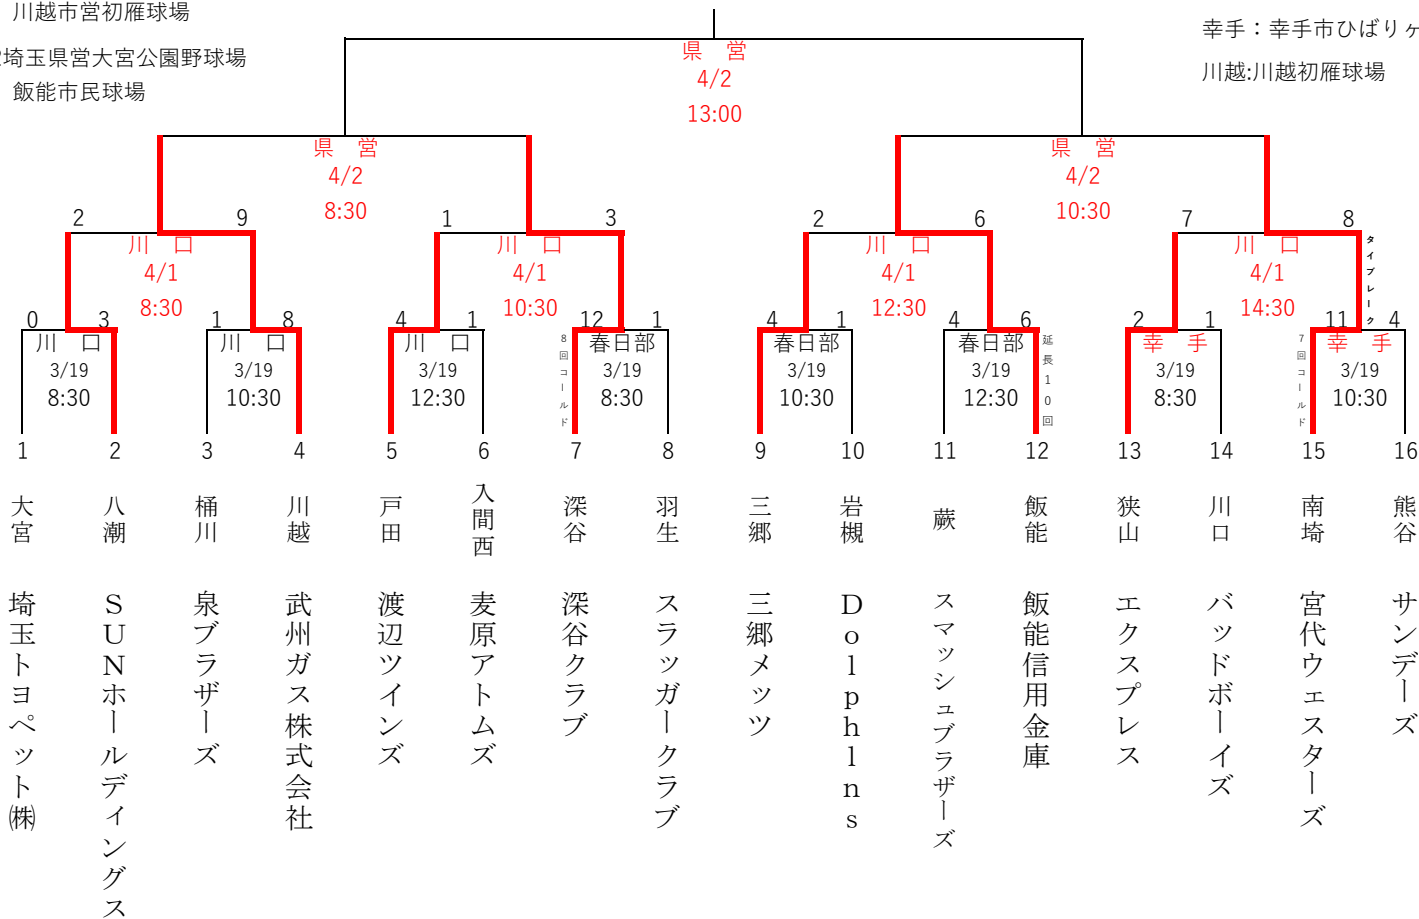 川越市営初雁球場
埼玉県営大宮公園野球場
飯能市民球場
幸手：幸手市ひばりヶ
川越:川越初雁球場
県　営
4/2
13:00
県　営
4/2
8:30
県　営
4/2
10:30
2
9
1
3
2
6
7
8
川　口
4/1
8:30
川　口
4/1
10:30
川　口
4/1
12:30
川　口
4/1
14:30
タイブレーク
0
3
1
8
4
1
12
1
4
1
4
6
2
1
11
4
川　口
3/19
8:30
川　口
3/19
10:30
川　口
3/19
12:30
8回コールド
春日部
3/19
8:30
春日部
3/19
10:30
春日部
3/19
12:30
延長10回
幸　手
3/19
8:30
7回コールド
幸　手
3/19
10:30
1
2
3
4
5
6
7
8
9
10
11
12
13
14
15
16
大宮
八潮
桶川
川越
戸田
入間西
深谷
羽生
三郷
岩槻
蕨
飯能
狭山
川口
南埼
熊谷
埼玉トヨペット㈱
ＳＵＮホールディングス
泉ブラザーズ
武州ガス株式会社
渡辺ツインズ
麦原アトムズ
深谷クラブ
スラッガークラブ
三郷メッツ
Ｄｏｌｐｈｌｎｓ
スマッシュブラザーズ
飯能信用金庫
エクスプレス
バッドボーイズ
宮代ウェスターズ
サンデーズ